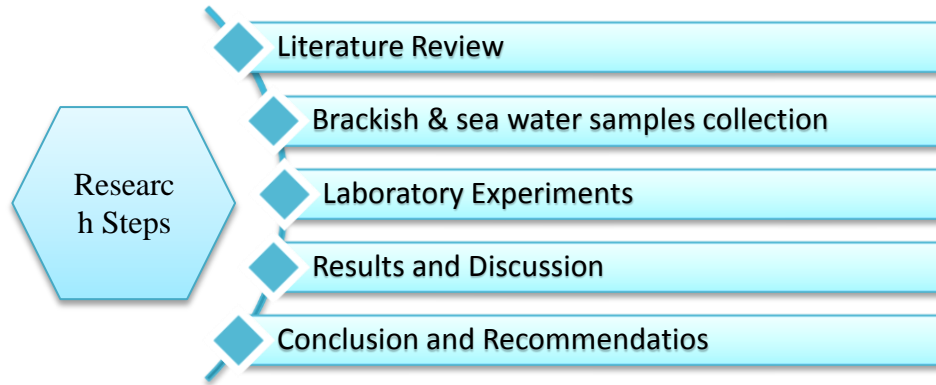 Researc
h Steps
Literature Review
Brackish & sea water samples collection
Laboratory Experiments
Results and Discussion
Conclusion and Recommendatios